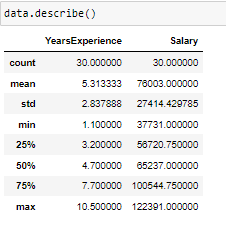 data.describe()
YearsExperience Salary
count 30.000000 30.000000
mean 5.313333 76003.000000
std 2.837888 27414.429785
min 1.100000 37731.000000
25% 3.200000 56720.750000
50% 4.700000 65237.000000
75% 7.700000 100544.750000
max 10.500000 122391.000000